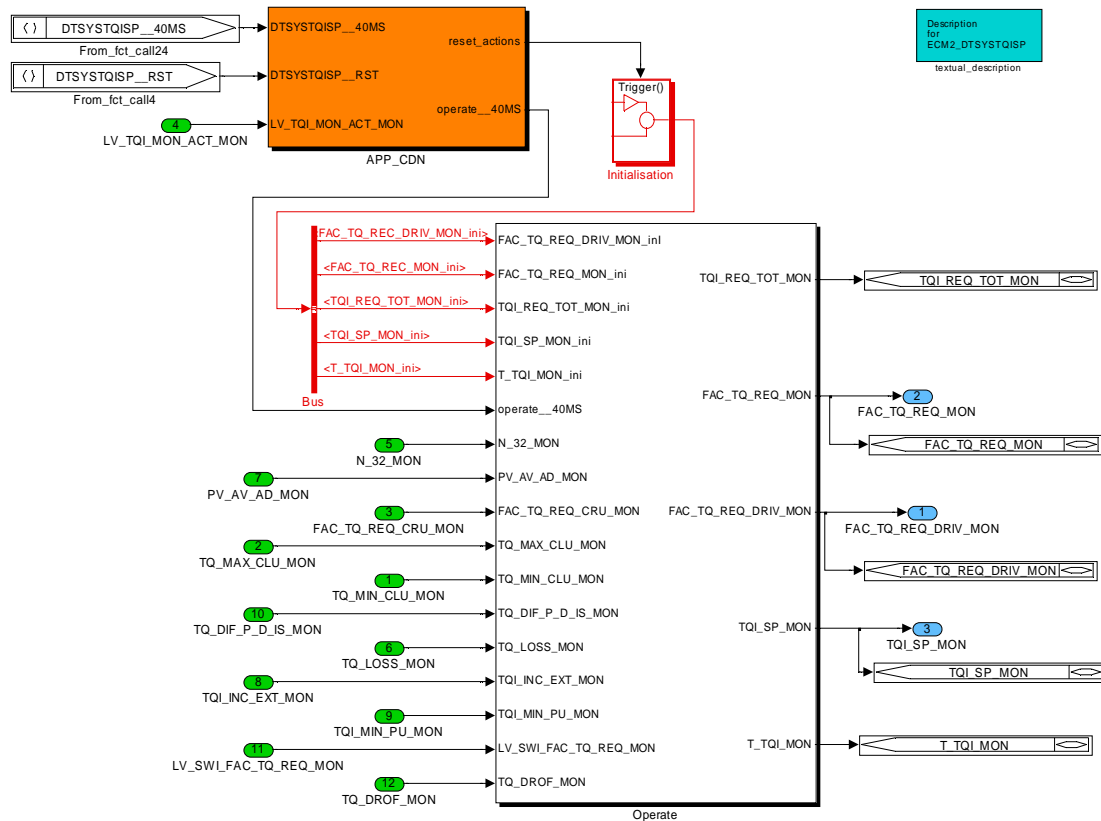 DTSYSTQISP__40MS
From_fct_call24
DTSYSTQISP__RST
From_fct_call4
4
LV_TQI_MON_ACT_MON
DTSYSTQISP__40MS
DTSYSTQISP__RST
LV_TQI_MON_ACT_MON
reset_actions
operate__40MS
APP_CDN
Trigger()
Initialisation
Description
for
ECM2_DTSYSTQISP
textual_description
<FAC_TQ_REC_DRIV_MON_ini>
<FAC_TQ_REC_MON_ini>
<TQI_REQ_TOT_MON_ini>
<TQI_SP_MON_ini>
<T_TQI_MON_ini>
Bus
5
N_32_MON
7
PV_AV_AD_MON
3
FAC_TQ_REQ_CRU_MON
2
TQ_MAX_CLU_MON
1
TQ_MIN_CLU_MON
10
TQ_DIF_P_D_IS_MON
6
TQ_LOSS_MON
8
TQI_INC_EXT_MON
9
TQI_MIN_PU_MON
11
LV_SWI_FAC_TQ_REQ_MON
12
TQ_DROF_MON
FAC_TQ_REQ_DRIV_MON_inI
FAC_TQ_REQ_MON_ini
TQI_REQ_TOT_MON_ini
TQI_SP_MON_ini
T_TQI_MON_ini
operate__40MS
N_32_MON
PV_AV_AD_MON
FAC_TQ_REQ_CRU_MON
TQ_MAX_CLU_MON
TQ_MIN_CLU_MON
TQ_DIF_P_D_IS_MON
TQ_LOSS_MON
TQI_INC_EXT_MON
TQI_MIN_PU_MON
LV_SWI_FAC_TQ_REQ_MON
TQ_DROF_MON
TQI_REQ_TOT_MON
FAC_TQ_REQ_MON
FAC_TQ_REQ_DRIV_MON
TQI_SP_MON
T_TQI_MON
Operate
TQI_REQ_TOT_MON
2
FAC_TQ_REQ_MON
FAC_TQ_REQ_MON
1
FAC_TQ_REQ_DRIV_MON
FAC_TQ_REQ_DRIV_MON
3
TQI_SP_MON
TQI_SP_MON
T_TQI_MON